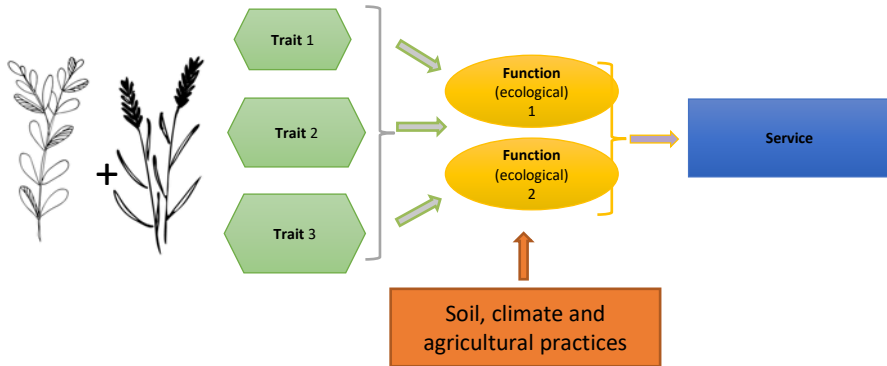 +
Trait 1
Trait 2
Trait 3
Function
(ecological)
1
Function
(ecological)
2
Service
Soil, climate and
agricultural practices